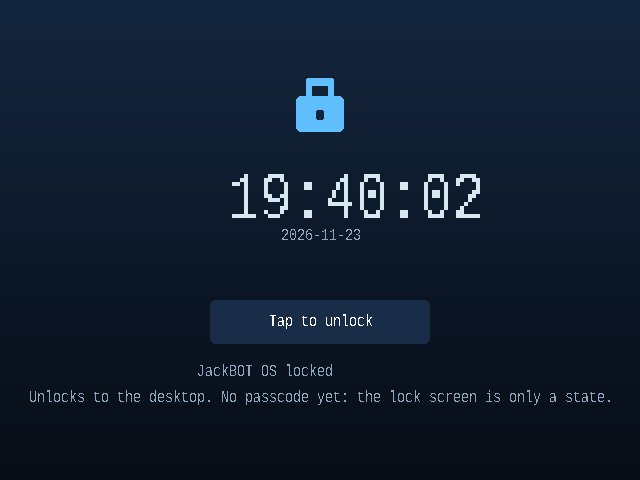 19:40:02
2026-11-23
Tap to unlock
JackBOT OS locked
Unlocks to the desktop. No passcode yet: the lock screen is only a state.